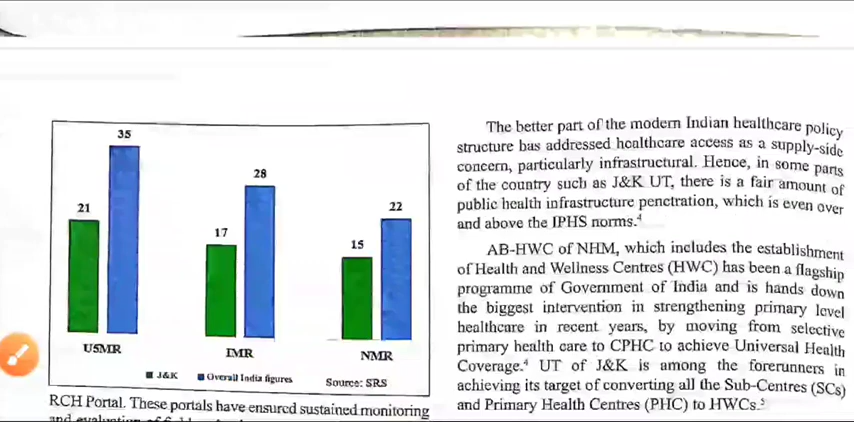 35
28
21
22
17
15
U5MR
IMR
NMR
J&K
Overall India figures
Source: SRS
RCH Portal. These portals have ensured sustained monitoring
and evaluation of
The better part of the modern Indian healthcare policy
structure has addressed healthcare access as a supply-side
concern, particularly infrastructural. Hence, in some parts
of the country such as J&K UT, there is a fair amount of
public health infrastructure penetration, which is even over
and above the IPHS norms.⁴
AB-HWC of NHM, which includes the establishment
of Health and Wellness Centres (HWC) has been a flagship
programme of Government of India and is hands down
the biggest intervention in strengthening primary level
healthcare in recent years, by moving from selective
primary health care to CPHC to achieve Universal Health
Coverage.⁴ UT of J&K is among the forerunners in
achieving its target of converting all the Sub-Centres (SCs)
and Primary Health Centres (PHC) to HWCs.⁵